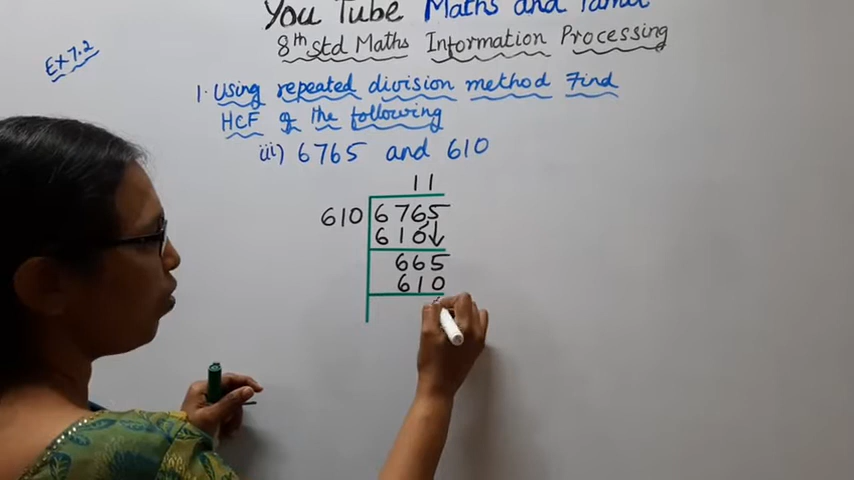 You Tube Maths and Tamil
8th Std Maths Information Processing
Ex 7.2
1. Using repeated division method Find
HCF of the following
iii) 6765 and 610
11
610 6765
610↓
665
610